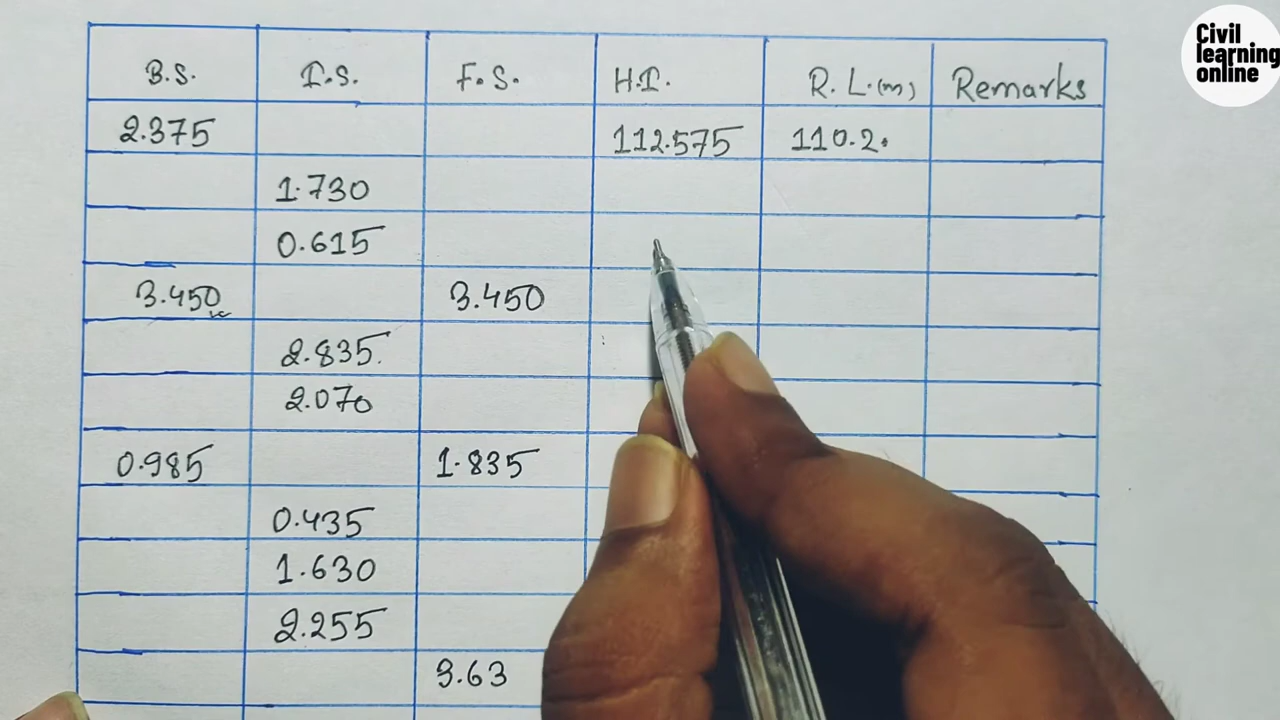 Civil
learning
online
B.S. I.S. F.S. H.I. R.L.(m) Remarks
2.375 112.575 110.2
1.730
0.615
3.450 3.450
2.835
2.070
0.985 1.835
0.435
1.630
2.255
3.63